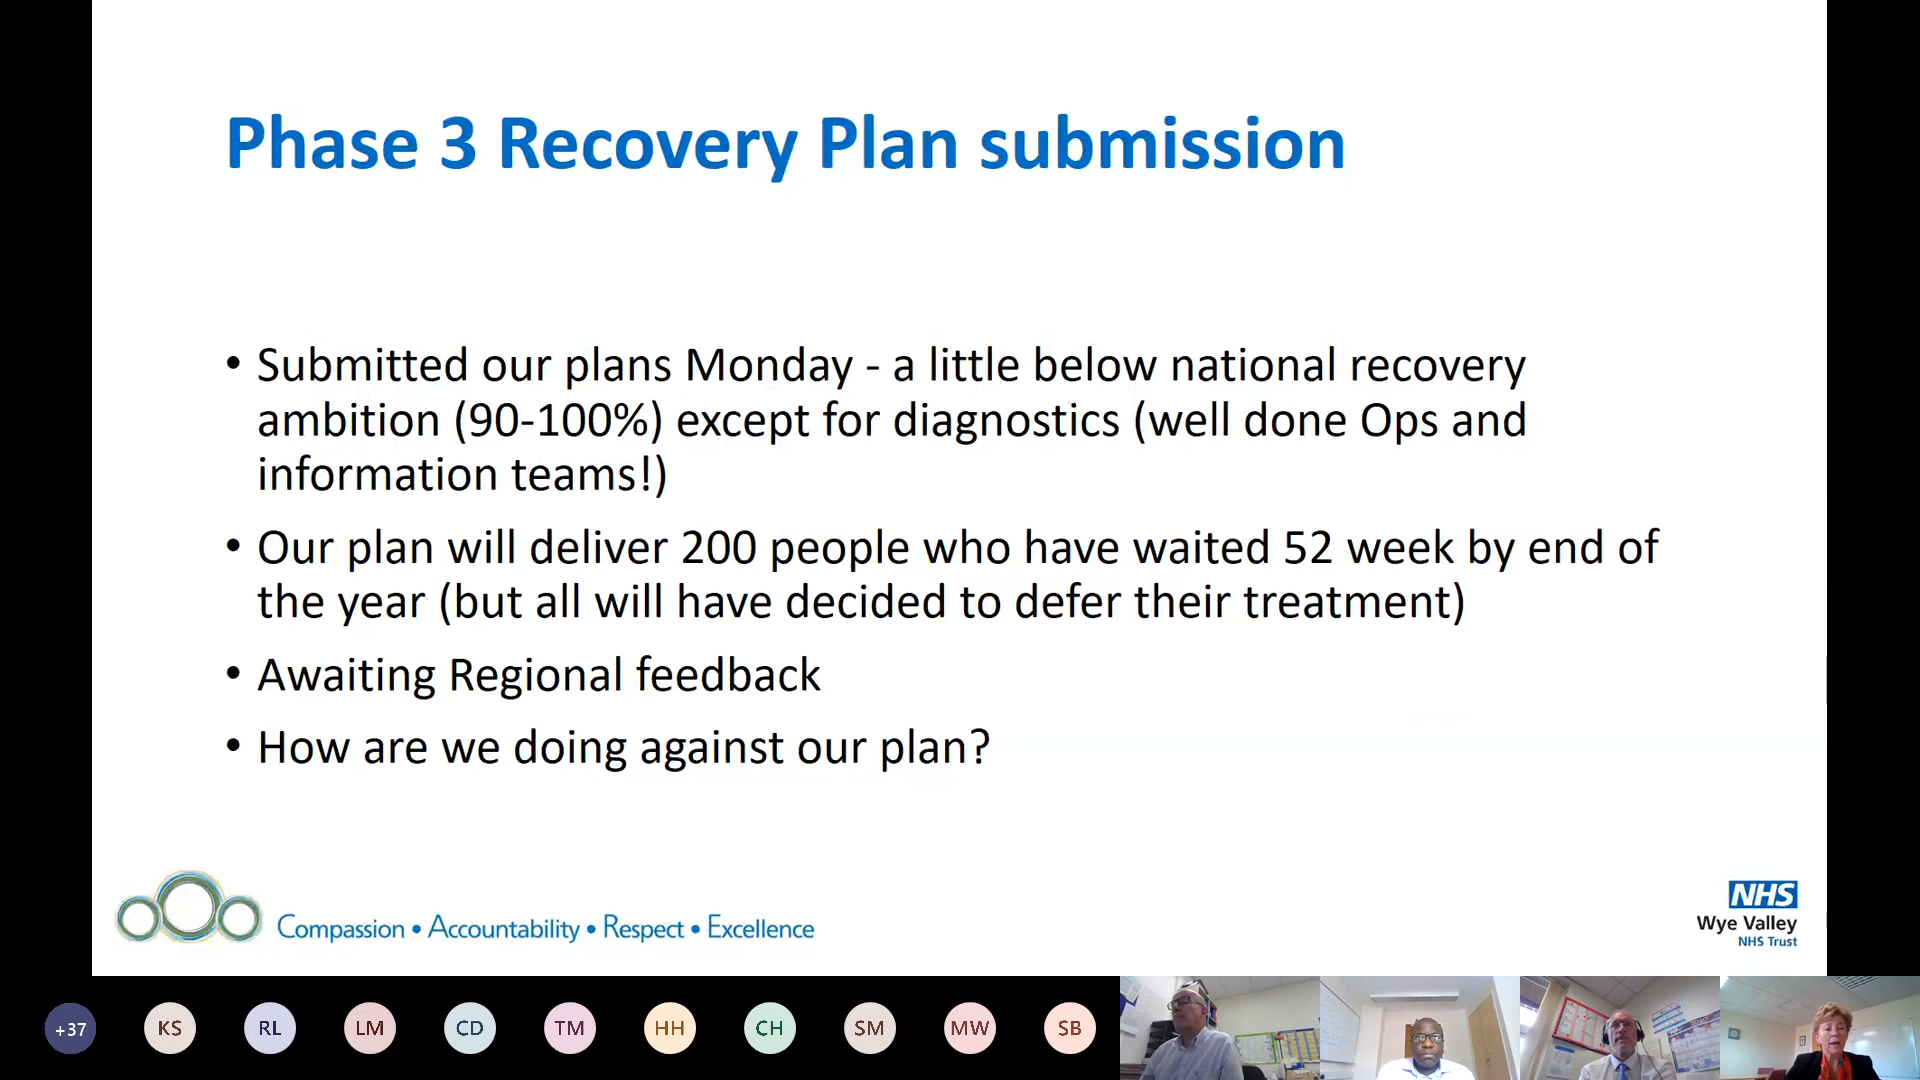 Phase 3 Recovery Plan submission
• Submitted our plans Monday - a little below national recovery
ambition (90-100%) except for diagnostics (well done Ops and
information teams!)
• Our plan will deliver 200 people who have waited 52 week by end of
the year (but all will have decided to defer their treatment)
• Awaiting Regional feedback
• How are we doing against our plan?
Compassion • Accountability • Respect • Excellence
NHS
Wye Valley
NHS Trust
+37 KS RL LM CD TM HH CH SM MW SB